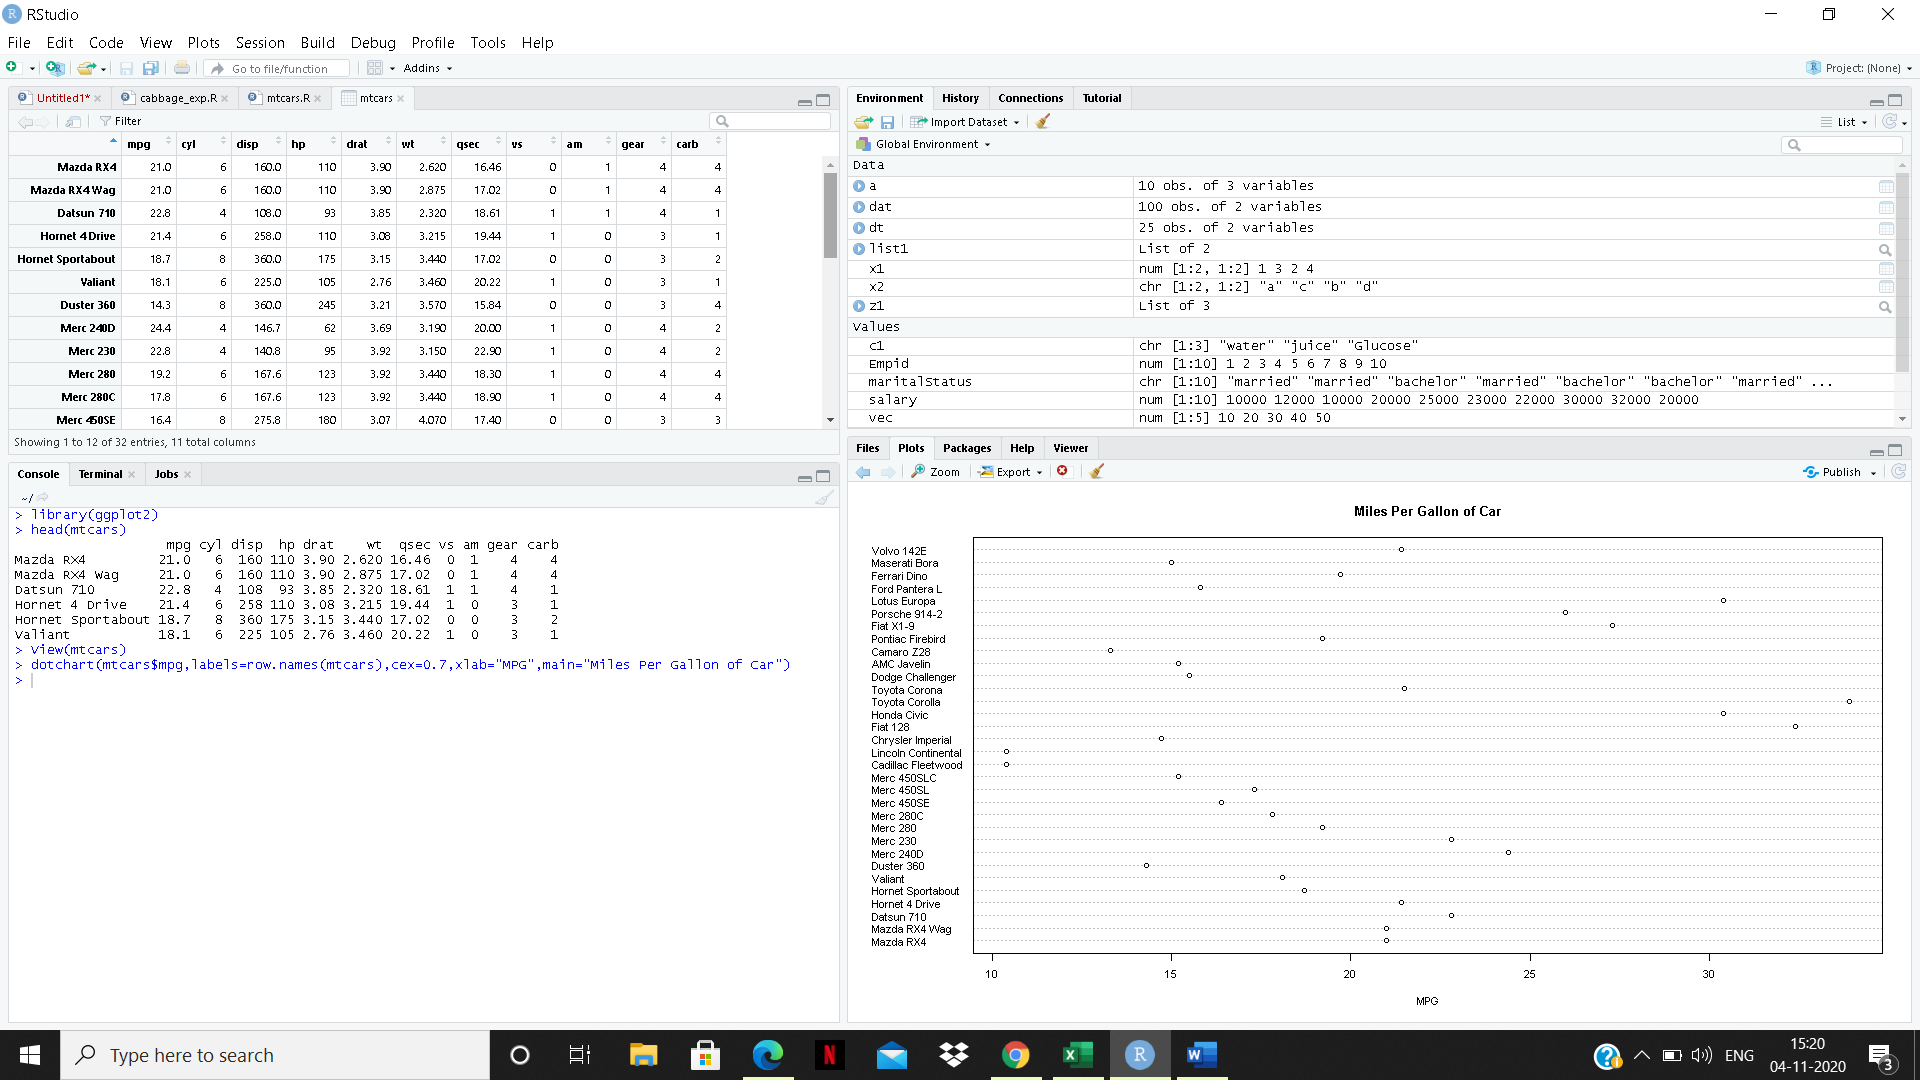 RStudio
File Edit Code View Plots Session Build Debug Profile Tools Help
Go to file/function Addins Project: (None)
Untitled1* cabbage_exp.R mtcars.R mtcars
Filter
mpg cyl disp hp drat wt qsec vs am gear carb
Mazda RX4 21.0 6 160.0 110 3.90 2.620 16.46 0 1 4 4
Mazda RX4 Wag 21.0 6 160.0 110 3.90 2.875 17.02 0 1 4 4
Datsun 710 22.8 4 108.0 93 3.85 2.320 18.61 1 1 4 1
Hornet 4 Drive 21.4 6 258.0 110 3.08 3.215 19.44 1 0 3 1
Hornet Sportabout 18.7 8 360.0 175 3.15 3.440 17.02 0 0 3 2
Valiant 18.1 6 225.0 105 2.76 3.460 20.22 1 0 3 1
Duster 360 14.3 8 360.0 245 3.21 3.570 15.84 0 0 3 4
Merc 240D 24.4 4 146.7 62 3.69 3.190 20.00 1 0 4 2
Merc 230 22.8 4 140.8 95 3.92 3.150 22.90 1 0 4 2
Merc 280 19.2 6 167.6 123 3.92 3.440 18.30 1 0 4 4
Merc 280C 17.8 6 167.6 123 3.92 3.440 18.90 1 0 4 4
Merc 450SE 16.4 8 275.8 180 3.07 4.070 17.40 0 0 3 3
Showing 1 to 12 of 32 entries, 11 total columns
Console Terminal Jobs
~/
> library(ggplot2)
> head(mtcars)
mpg cyl disp hp drat wt qsec vs am gear carb
Mazda RX4 21.0 6 160 110 3.90 2.620 16.46 0 1 4 4
Mazda RX4 Wag 21.0 6 160 110 3.90 2.875 17.02 0 1 4 4
Datsun 710 22.8 4 108 93 3.85 2.320 18.61 1 1 4 1
Hornet 4 Drive 21.4 6 258 110 3.08 3.215 19.44 1 0 3 1
Hornet Sportabout 18.7 8 360 175 3.15 3.440 17.02 0 0 3 2
Valiant 18.1 6 225 105 2.76 3.460 20.22 1 0 3 1
> View(mtcars)
> dotchart(mtcars$mpg,labels=row.names(mtcars),cex=0.7,xlab="MPG",main="Miles Per Gallon of Car")
>
Environment History Connections Tutorial
Import Dataset List
Global Environment
Data
a 10 obs. of 3 variables
dat 100 obs. of 2 variables
dt 25 obs. of 2 variables
list1 List of 2
x1 num [1:2, 1:2] 1 3 2 4
x2 chr [1:2, 1:2] "a" "c" "b" "d"
z1 List of 3
Values
c1 chr [1:3] "water" "juice" "Glucose"
Empid num [1:10] 1 2 3 4 5 6 7 8 9 10
maritalStatus chr [1:10] "married" "married" "bachelor" "married" "bachelor" "bachelor" "married" ...
salary num [1:10] 10000 12000 10000 20000 25000 23000 22000 30000 32000 20000
vec num [1:5] 10 20 30 40 50
Files Plots Packages Help Viewer
Zoom Export Publish
Miles Per Gallon of Car
Volvo 142E
Maserati Bora
Ferrari Dino
Ford Pantera L
Lotus Europa
Porsche 914-2
Fiat X1-9
Pontiac Firebird
Camaro Z28
AMC Javelin
Dodge Challenger
Toyota Corona
Toyota Corolla
Honda Civic
Fiat 128
Chrysler Imperial
Lincoln Continental
Cadillac Fleetwood
Merc 450SLC
Merc 450SL
Merc 450SE
Merc 280C
Merc 280
Merc 230
Merc 240D
Duster 360
Valiant
Hornet Sportabout
Hornet 4 Drive
Datsun 710
Mazda RX4 Wag
Mazda RX4
10 15 20 25 30
MPG
Type here to search
ENG
15:20
04-11-2020
3